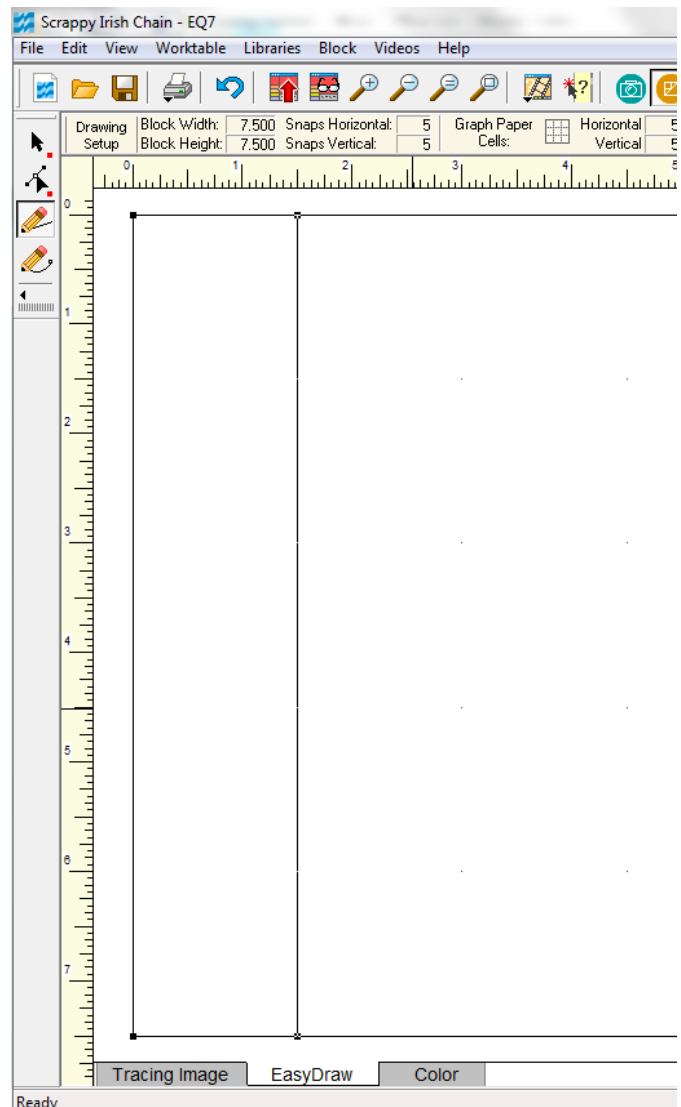 Scrappy Irish Chain - EQ7
File Edit View Worktable Libraries Block Videos Help
Drawing Setup Block Width: 7.500 Snaps Horizontal: 5 Graph Paper Cells: Horizontal 5
Block Height: 7.500 Snaps Vertical: 5 Vertical 5
0 1 2 3 4 5
0
1
2
3
4
5
6
7
Tracing Image EasyDraw Color
Ready